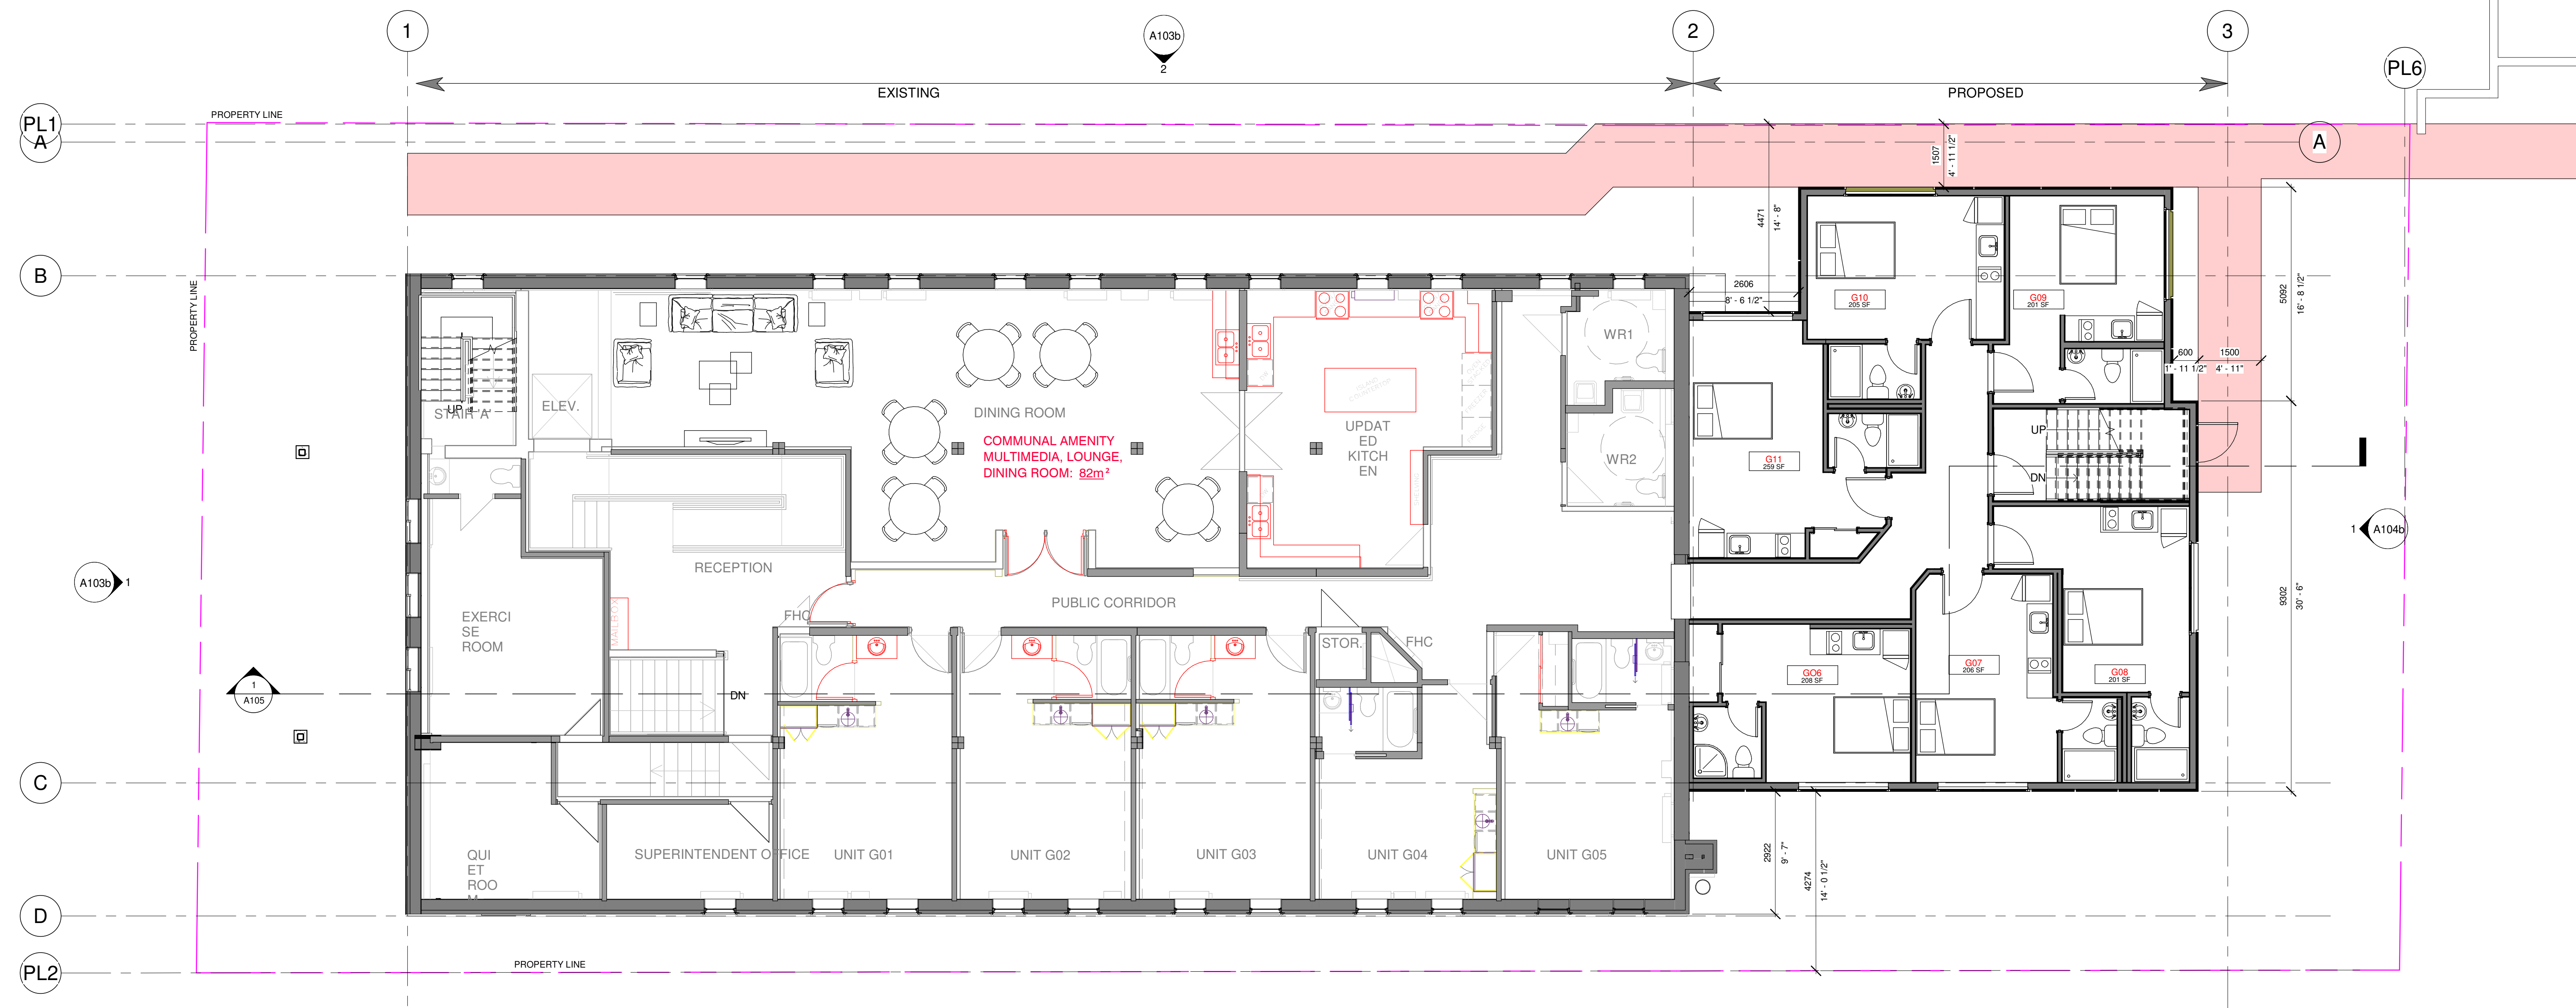 1
A103b
2
2
3
PL6
EXISTING
PROPOSED
PROPERTY LINE
PL1
A
A
1507
4' - 11 1/2"
4471
14' - 8"
B
PROPERTY LINE
2606
8' - 6 1/2"
G10
205 SF
G09
201 SF
5092
16' - 8 1/2"
WR1
600
1' - 11 1/2"
1500
4' - 11"
UP
STAIR 'A'
ELEV.
DINING ROOM
COMMUNAL AMENITY
MULTIMEDIA, LOUNGE,
DINING ROOM: 82m²
ISLAND
COUNTERTOP
UPDAT
ED
KITCH
EN
WR2
G11
259 SF
UP
DN
1
A104b
A103b
1
RECEPTION
PUBLIC CORRIDOR
FHC
MAILBOX
EXERCI
SE
ROOM
STOR.
FHC
9302
30' - 6"
GO6
208 SF
G07
206 SF
G08
201 SF
1
A105
DN
C
QUI
ET
ROO
M
SUPERINTENDENT OFFICE
UNIT G01
UNIT G02
UNIT G03
UNIT G04
UNIT G05
2922
9' - 7"
4274
14' - 0 1/2"
D
PL2
PROPERTY LINE